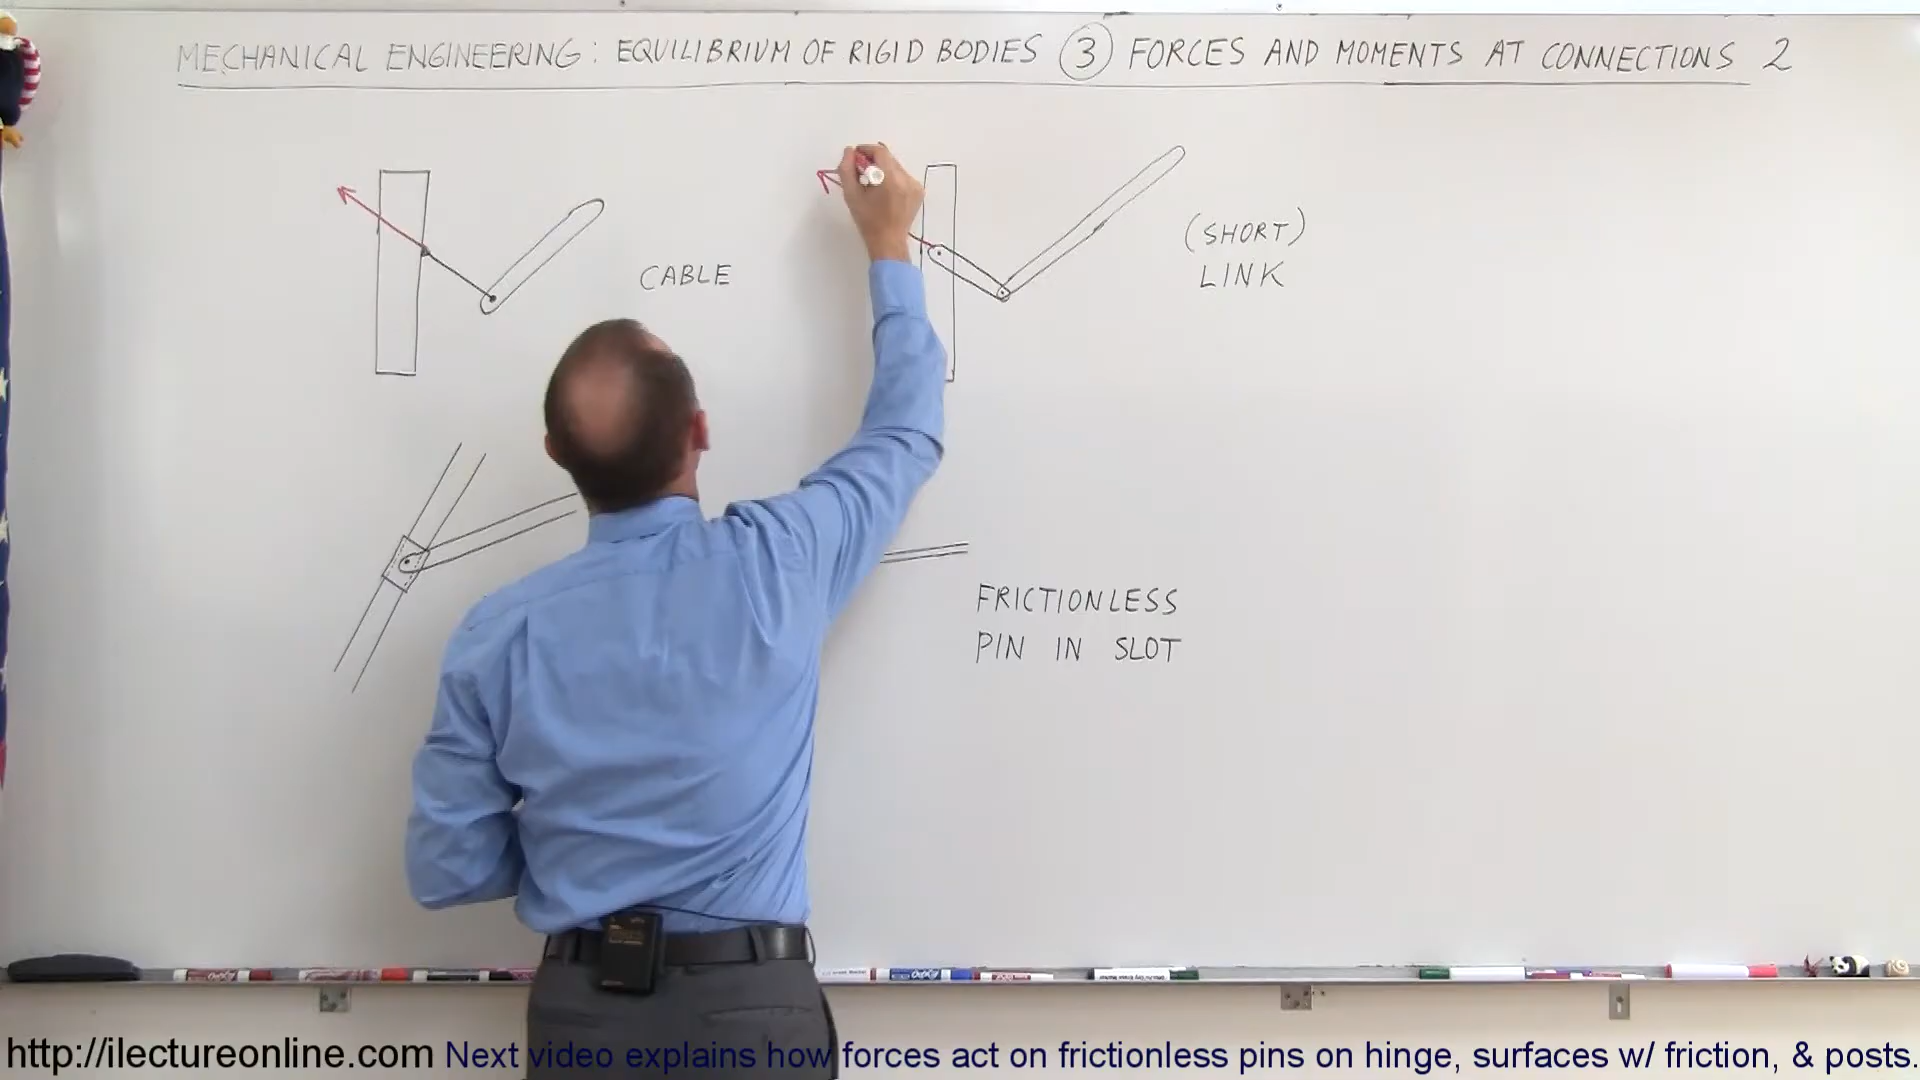 MECHANICAL ENGINEERING: EQUILIBRIUM OF RIGID BODIES 3 FORCES AND MOMENTS AT CONNECTIONS 2
CABLE
(SHORT)
LINK
FRICTIONLESS
PIN IN SLOT
http://ilectureonline.com Next video explains how forces act on frictionless pins on hinge, surfaces w/ friction, & posts.